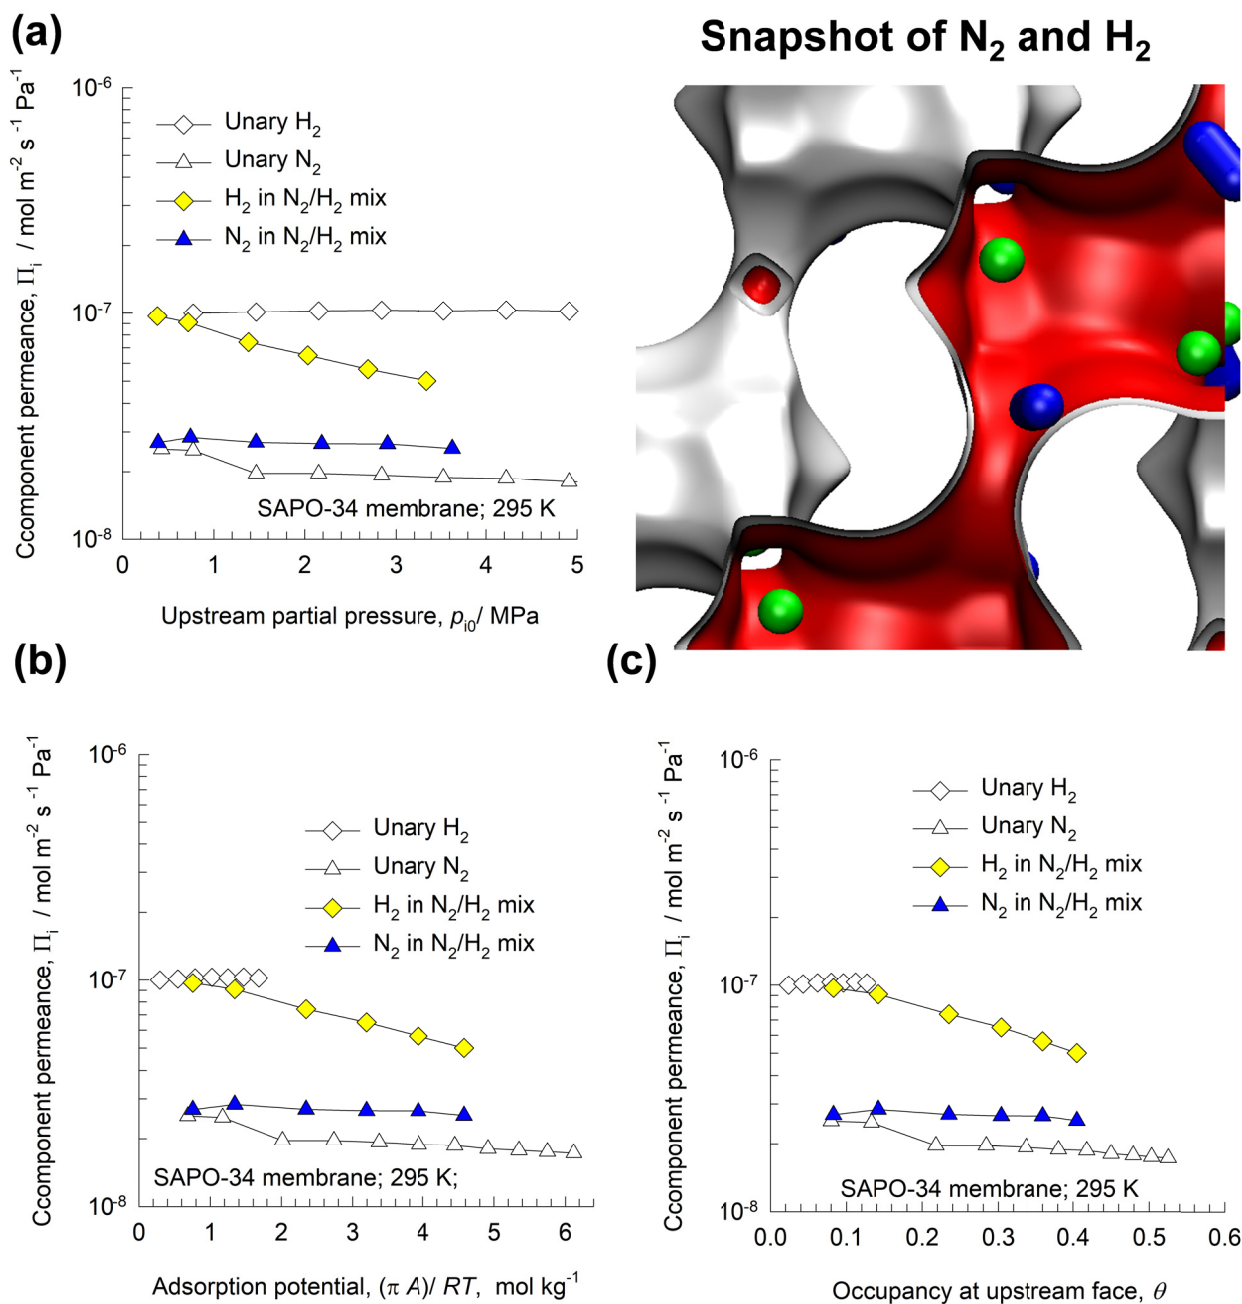 (a)
Snapshot of N2 and H2
Ccomponent permeance, Πi / mol m-2 s -1 Pa-1
10-6
10-7
10-8
Unary H2
Unary N2
H2 in N2/H2 mix
N2 in N2/H2 mix
SAPO-34 membrane; 295 K
0 1 2 3 4 5
Upstream partial pressure, pi0/ MPa
(b)
Ccomponent permeance, Πi / mol m-2 s -1 Pa-1
10-6
10-7
10-8
Unary H2
Unary N2
H2 in N2/H2 mix
N2 in N2/H2 mix
SAPO-34 membrane; 295 K;
0 1 2 3 4 5 6
Adsorption potential, (π A)/ RT, mol kg-1
(c)
Ccomponent permeance, Πi / mol m-2 s -1 Pa-1
10-6
10-7
10-8
Unary H2
Unary N2
H2 in N2/H2 mix
N2 in N2/H2 mix
SAPO-34 membrane; 295 K
0.0 0.1 0.2 0.3 0.4 0.5 0.6
Occupancy at upstream face, θ